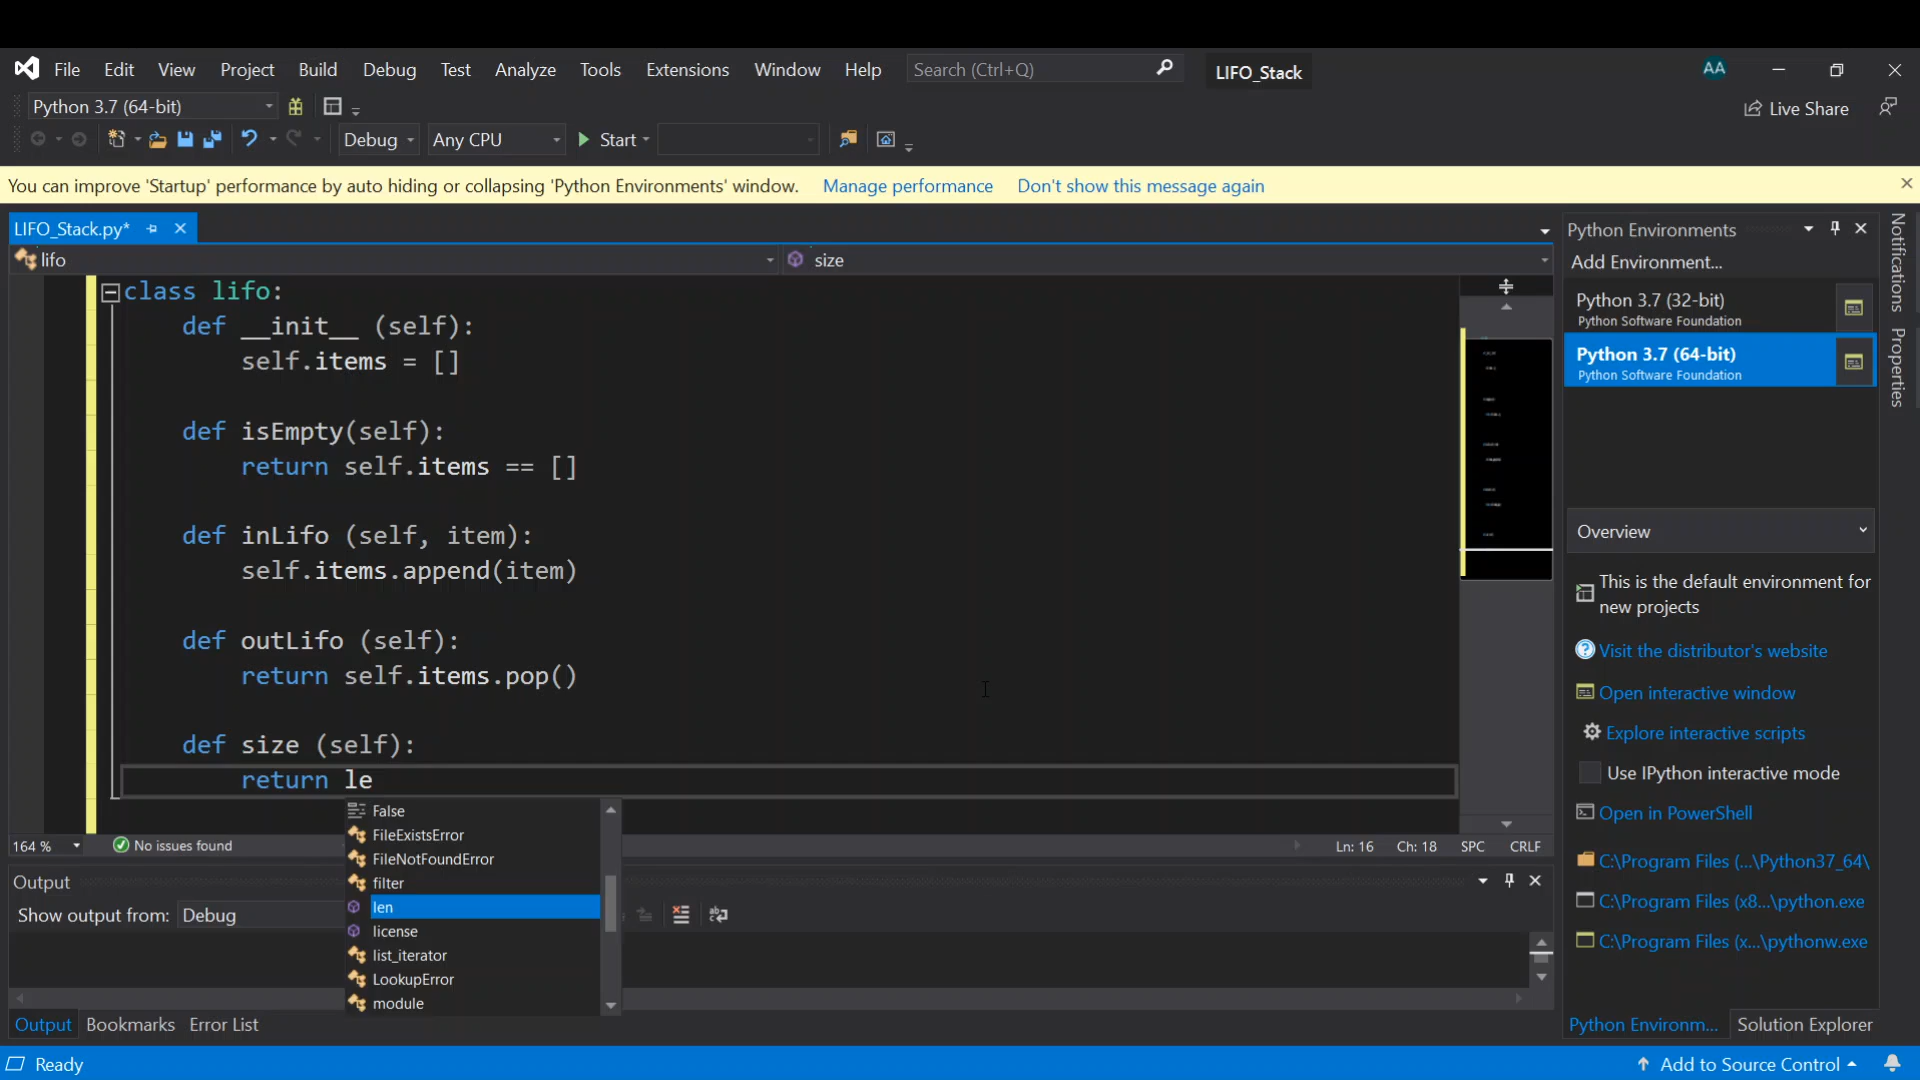 File Edit View Project Build Debug Test Analyze Tools Extensions Window Help Search (Ctrl+Q) LIFO_Stack AA
Python 3.7 (64-bit) Live Share
Debug Any CPU Start
You can improve 'Startup' performance by auto hiding or collapsing 'Python Environments' window. Manage performance Don't show this message again
LIFO_Stack.py*
lifo size
class lifo:
def __init__ (self):
self.items = []
def isEmpty(self):
return self.items == []
def inLifo (self, item):
self.items.append(item)
def outLifo (self):
return self.items.pop()
def size (self):
return le
False
FileExistsError
FileNotFoundError
filter
len
license
list_iterator
LookupError
module
164 % No issues found Ln: 16 Ch: 18 SPC CRLF
Output
Show output from: Debug
Output Bookmarks Error List
Python Environments
Add Environment...
Python 3.7 (32-bit)
Python Software Foundation
Python 3.7 (64-bit)
Python Software Foundation
Overview
This is the default environment for
new projects
Visit the distributor's website
Open interactive window
Explore interactive scripts
Use IPython interactive mode
Open in PowerShell
C:\Program Files (...\Python37_64\
C:\Program Files (x8...\python.exe
C:\Program Files (x...\pythonw.exe
Python Environm... Solution Explorer
Notifications
Properties
Ready Add to Source Control